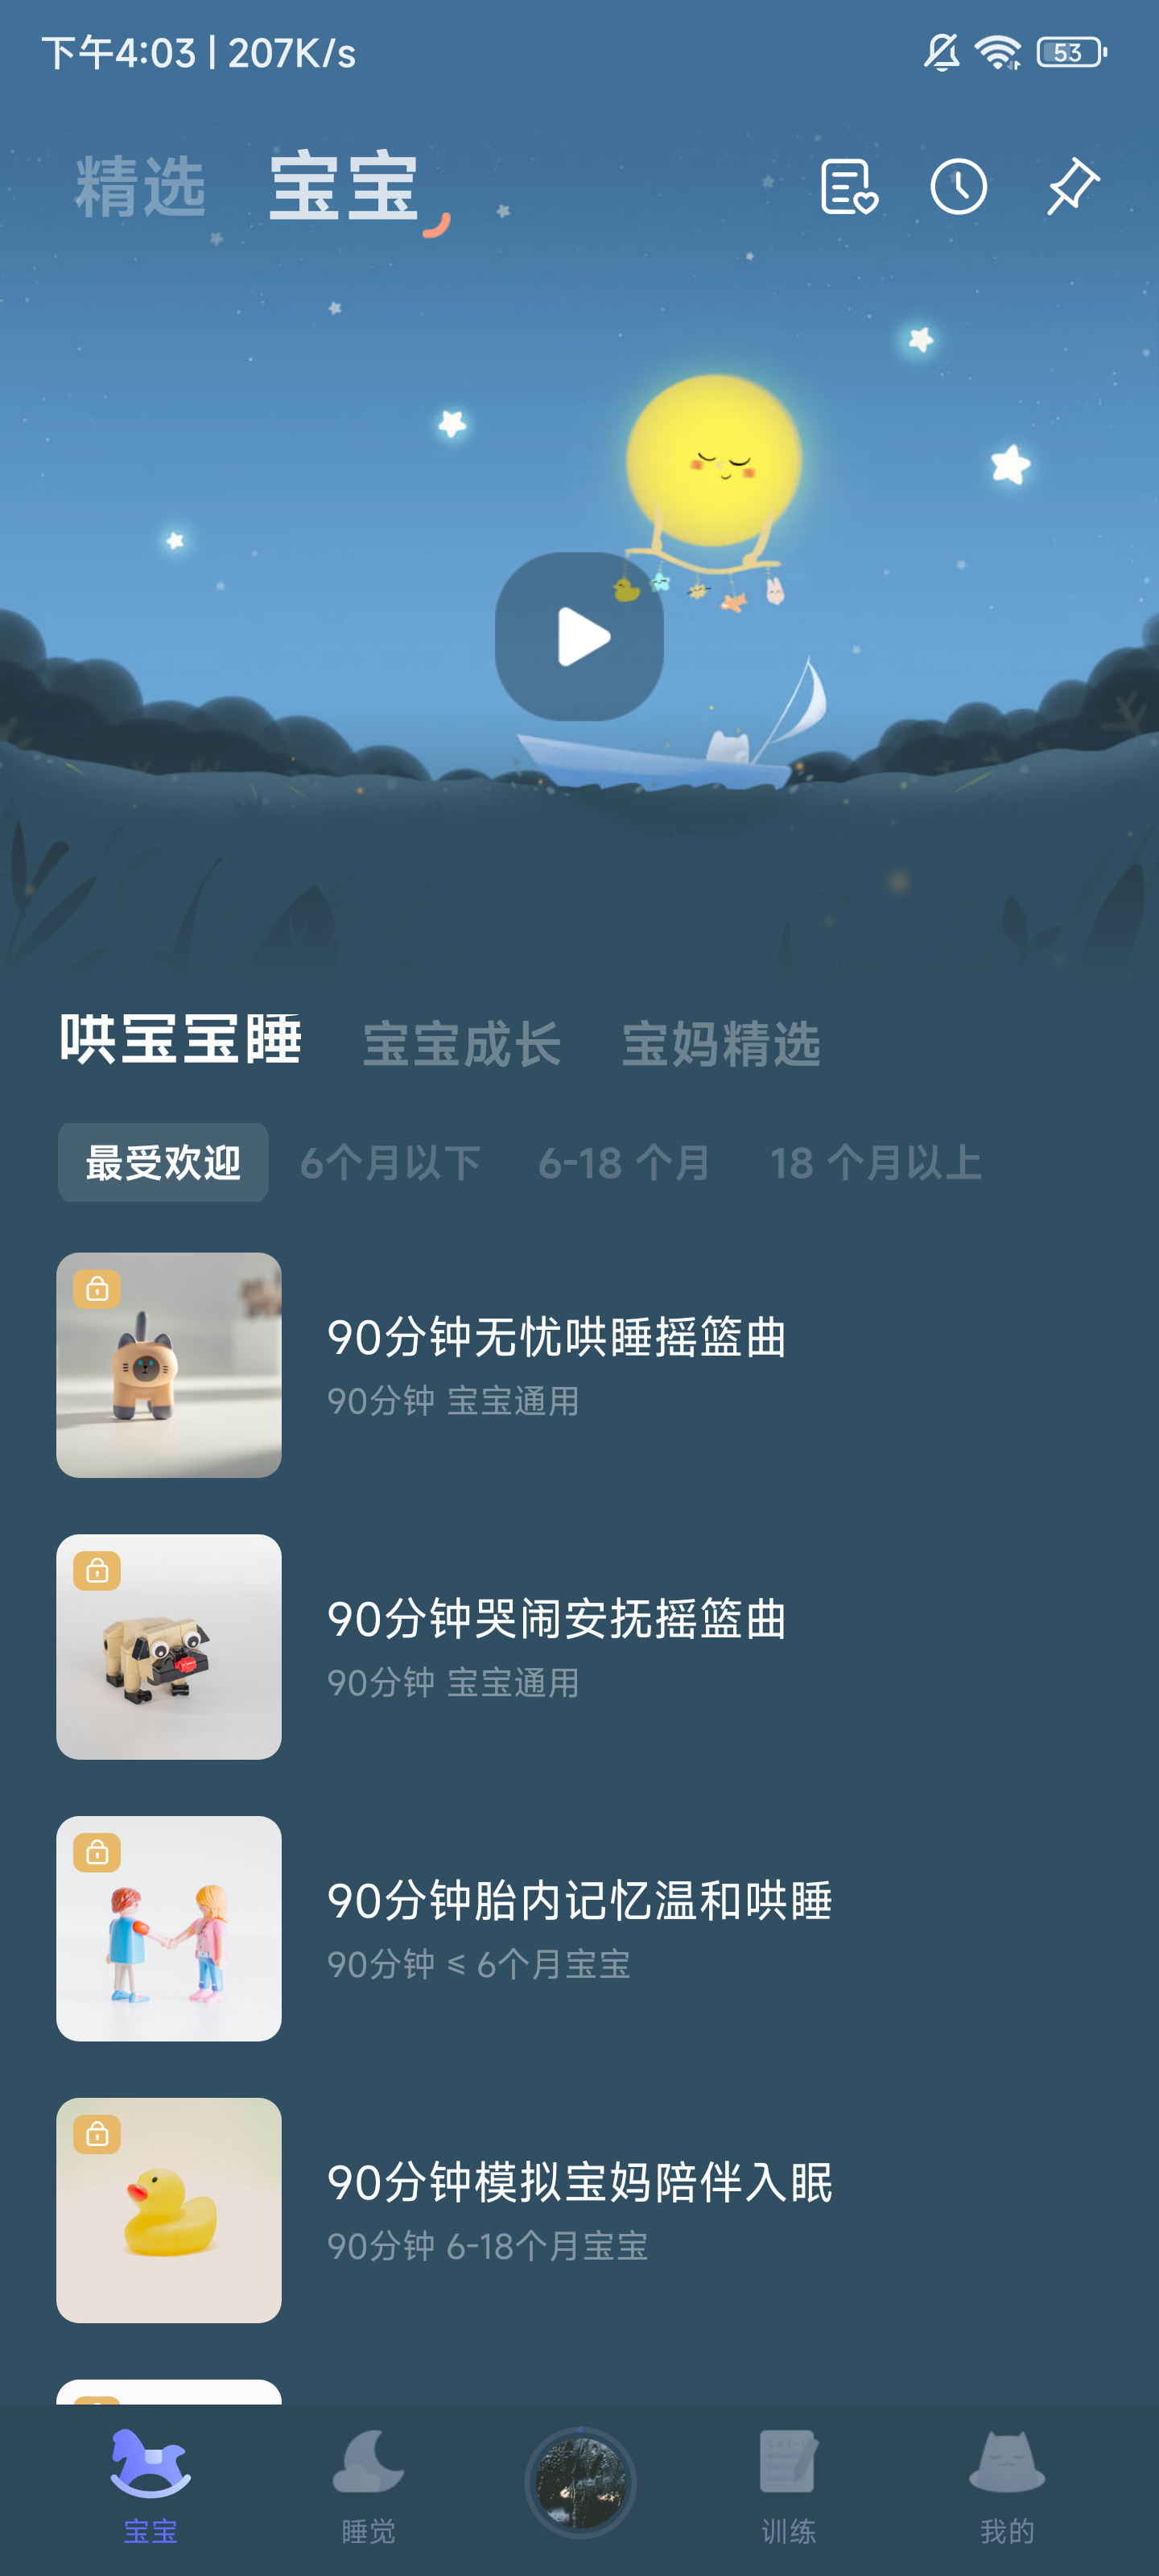 下午4:03 | 207K/s
53
精选 宝宝
哄宝宝睡 宝宝成长 宝妈精选
最受欢迎 6个月以下 6-18 个月 18 个月以上
90分钟无忧哄睡摇篮曲
90分钟 宝宝通用
90分钟哭闹安抚摇篮曲
90分钟 宝宝通用
90分钟胎内记忆温和哄睡
90分钟 ≤ 6个月宝宝
90分钟模拟宝妈陪伴入眠
90分钟 6-18个月宝宝
宝宝 睡觉 训练 我的